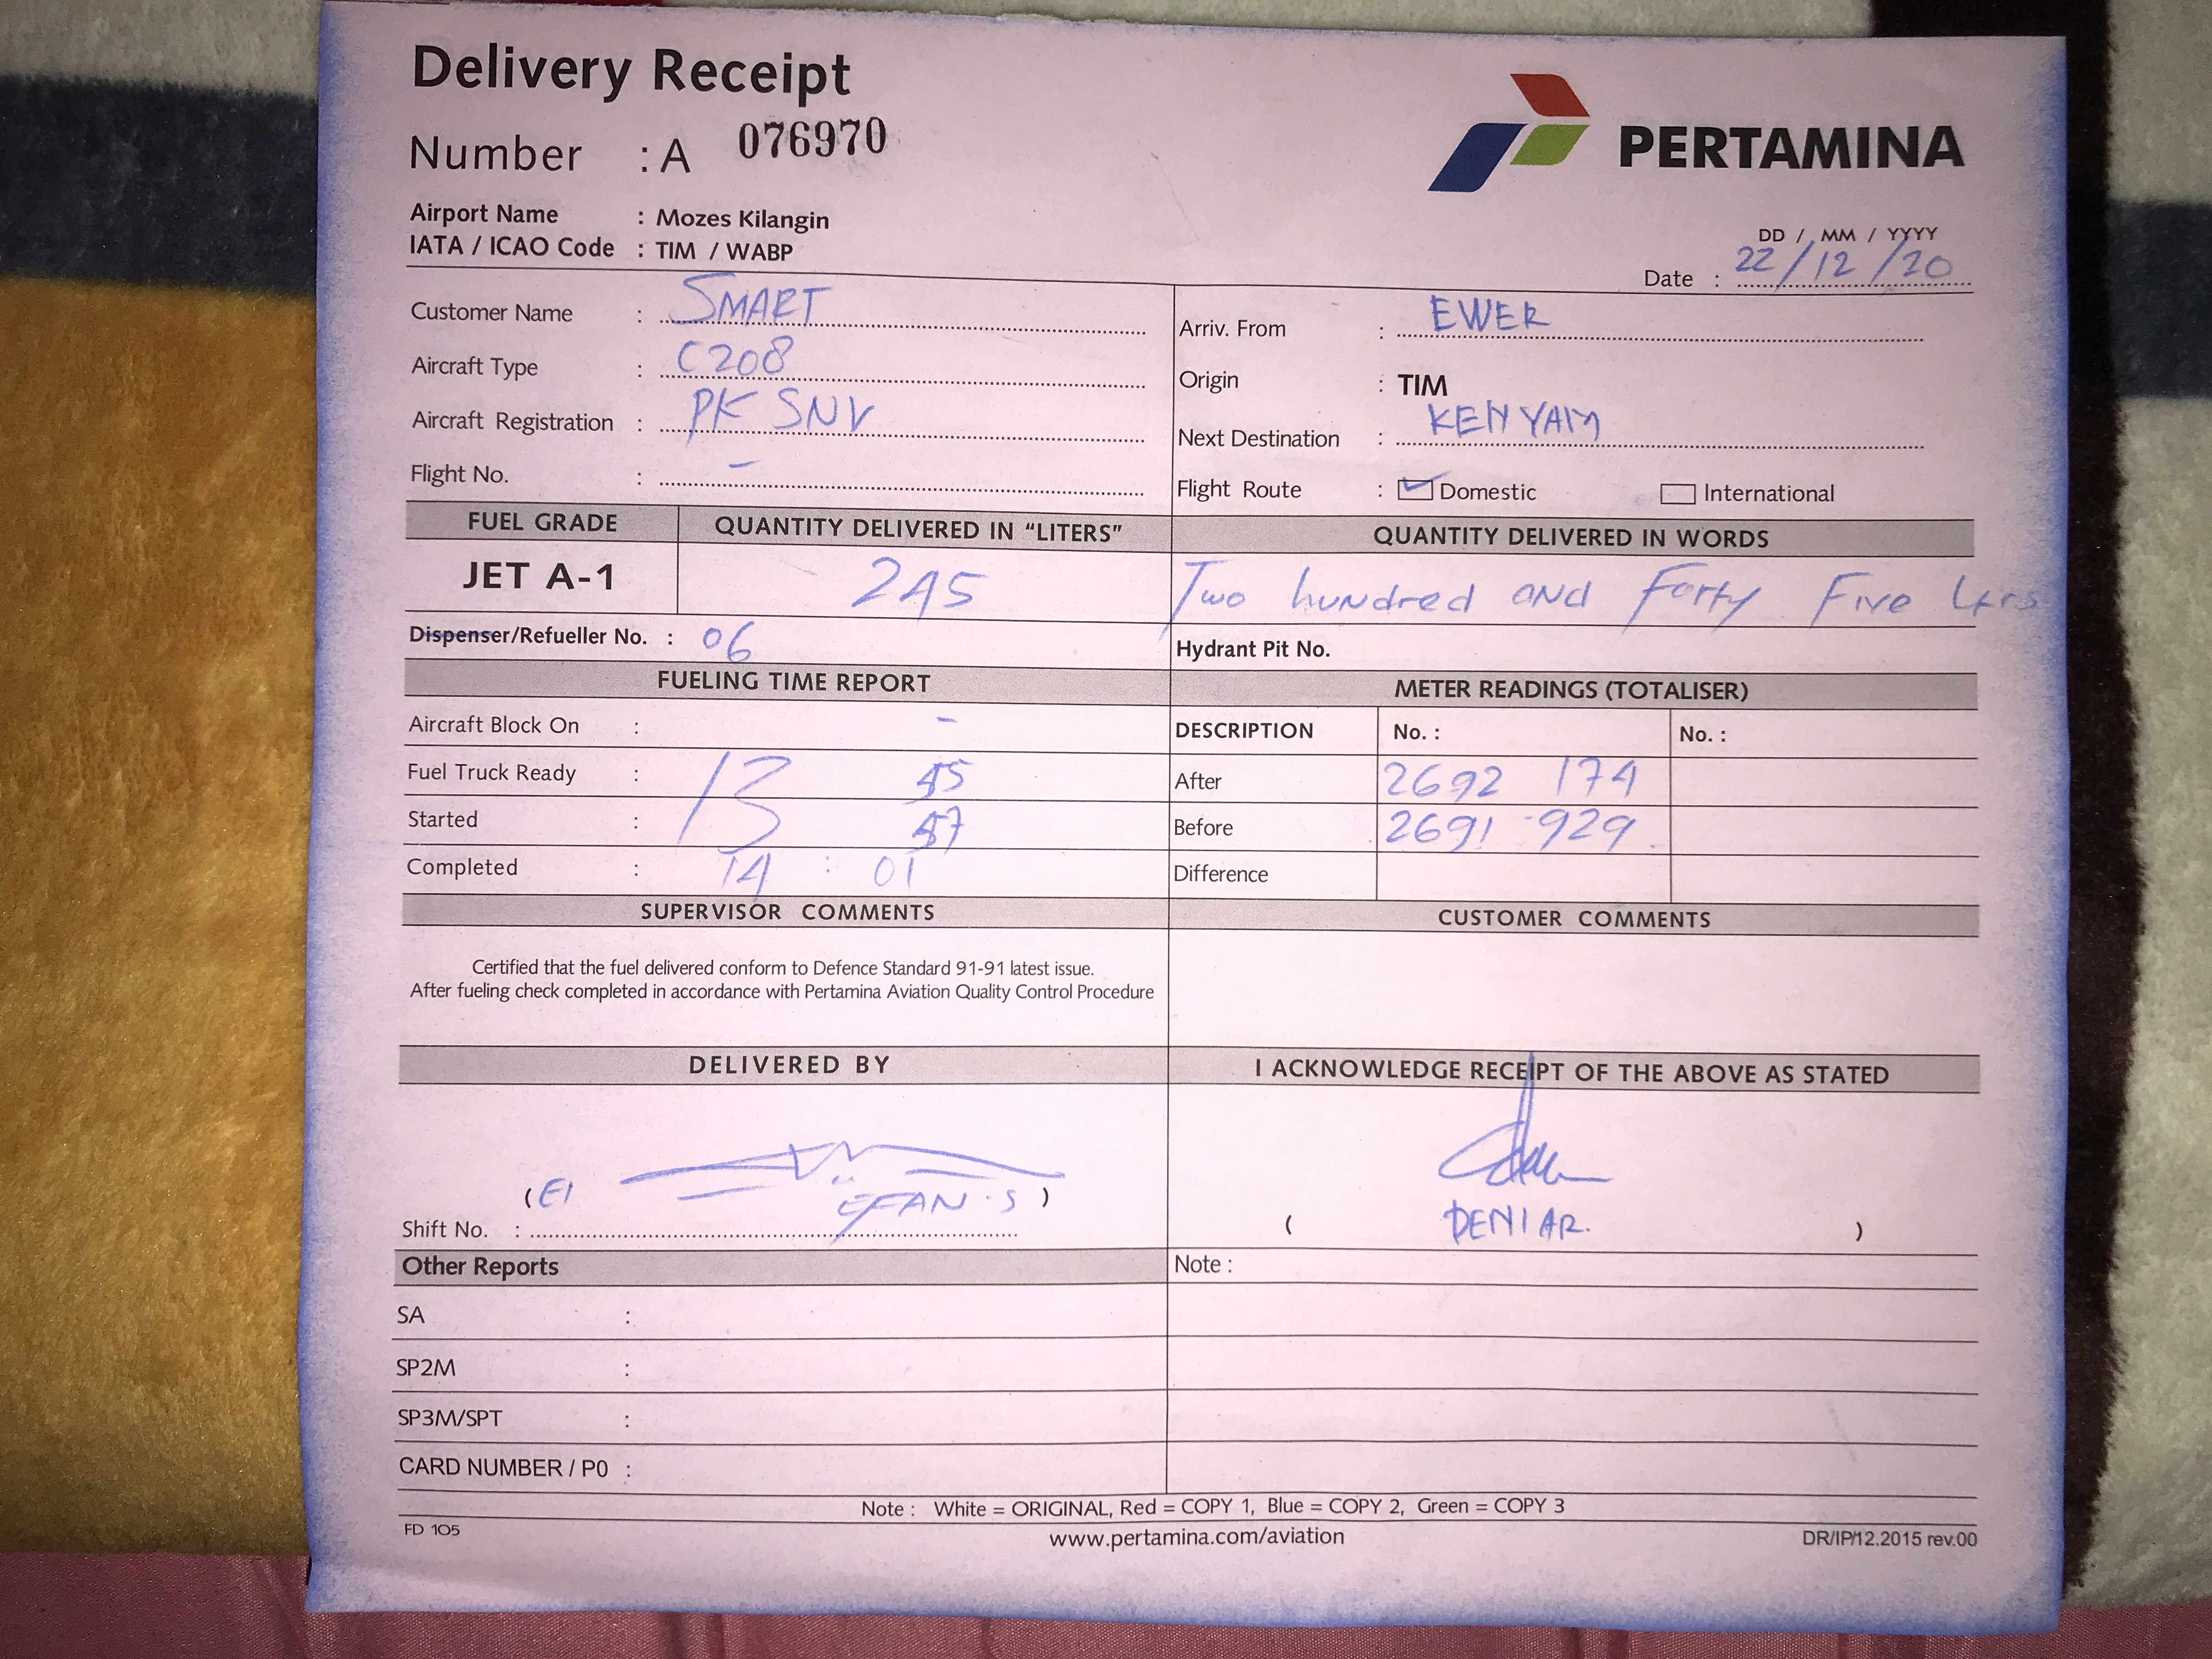 Delivery Receipt
Number : A 076970
PERTAMINA
Airport Name : Mozes Kilangin
IATA / ICAO Code : TIM / WABP
DD / MM / YYYY
Date : 22/12/20
Customer Name : SMART
Arriv. From : EWER
Aircraft Type : C208
Origin : TIM
Aircraft Registration : PK SNV
Next Destination : KENYAM
Flight No. : -
Flight Route : Domestic International
FUEL GRADE QUANTITY DELIVERED IN “LITERS” QUANTITY DELIVERED IN WORDS
JET A-1 245 Two hundred and Forty Five Ltrs
Dispenser/Refueller No. : 06 Hydrant Pit No.
FUELING TIME REPORT METER READINGS (TOTALISER)
Aircraft Block On : - DESCRIPTION No. : No. :
Fuel Truck Ready : 13 55 After 2692 174
Started : 57 Before 2691 929
Completed : 14 : 01 Difference
SUPERVISOR COMMENTS CUSTOMER COMMENTS
Certified that the fuel delivered conform to Defence Standard 91-91 latest issue.
After fueling check completed in accordance with Pertamina Aviation Quality Control Procedure
DELIVERED BY I ACKNOWLEDGE RECEIPT OF THE ABOVE AS STATED
( EFAN.S )
Shift No. : ( DENI AR. )
Other Reports Note :
SA :
SP2M :
SP3M/SPT :
CARD NUMBER / P0 :
Note : White = ORIGINAL, Red = COPY 1, Blue = COPY 2, Green = COPY 3
FD 105 www.pertamina.com/aviation DR/IP/12.2015 rev.00